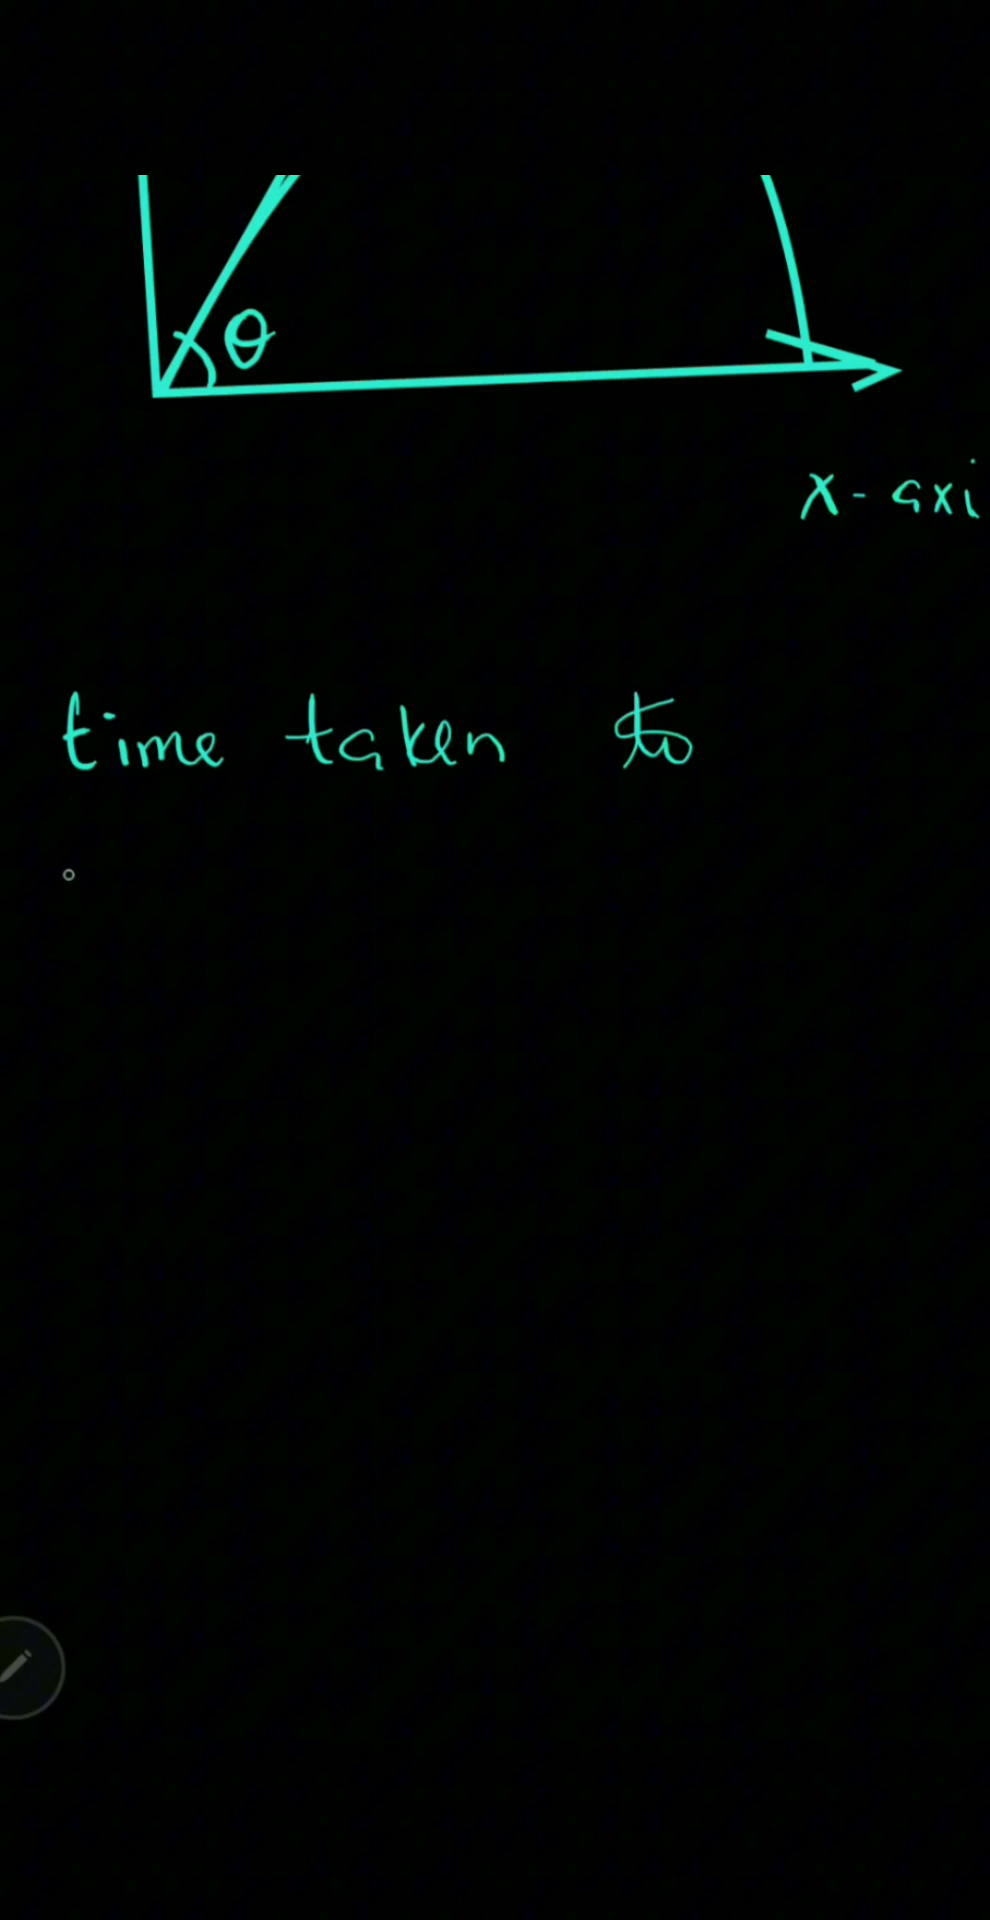 θ
x-axi
time taken to